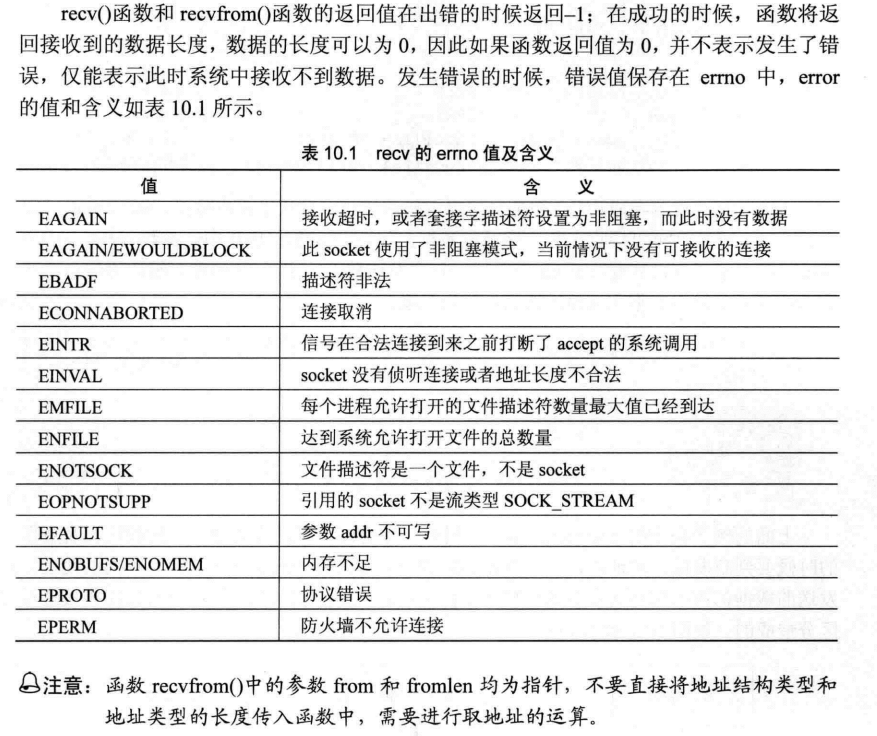 recv()函数和 recvfrom()函数的返回值在出错的时候返回–1；在成功的时候，函数将返
回接收到的数据长度，数据的长度可以为 0，因此如果函数返回值为 0，并不表示发生了错
误，仅能表示此时系统中接收不到数据。发生错误的时候，错误值保存在 errno 中，error
的值和含义如表 10.1 所示。
表 10.1 recv 的 errno 值及含义
值 含 义
EAGAIN 接收超时，或者套接字描述符设置为非阻塞，而此时没有数据
EAGAIN/EWOULDBLOCK 此 socket 使用了非阻塞模式，当前情况下没有可接收的连接
EBADF 描述符非法
ECONNABORTED 连接取消
EINTR 信号在合法连接到来之前打断了 accept 的系统调用
EINVAL socket 没有侦听连接或者地址长度不合法
EMFILE 每个进程允许打开的文件描述符数量最大值已经到达
ENFILE 达到系统允许打开文件的总数量
ENOTSOCK 文件描述符是一个文件，不是 socket
EOPNOTSUPP 引用的 socket 不是流类型 SOCK_STREAM
EFAULT 参数 addr 不可写
ENOBUFS/ENOMEM 内存不足
EPROTO 协议错误
EPERM 防火墙不允许连接
注意：函数 recvfrom()中的参数 from 和 fromlen 均为指针，不要直接将地址结构类型和
地址类型的长度传入函数中，需要进行取地址的运算。